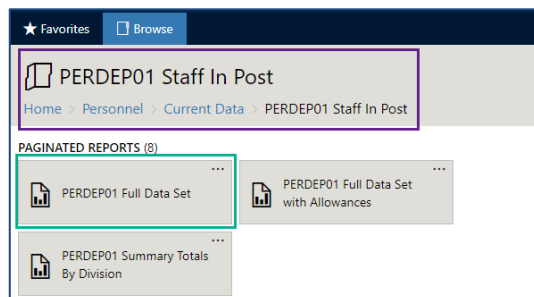 Favorites Browse
PERDEP01 Staff In Post
Home > Personnel > Current Data > PERDEP01 Staff In Post
PAGINATED REPORTS (8)
PERDEP01 Full Data Set
PERDEP01 Full Data Set
with Allowances
PERDEP01 Summary Totals
By Division